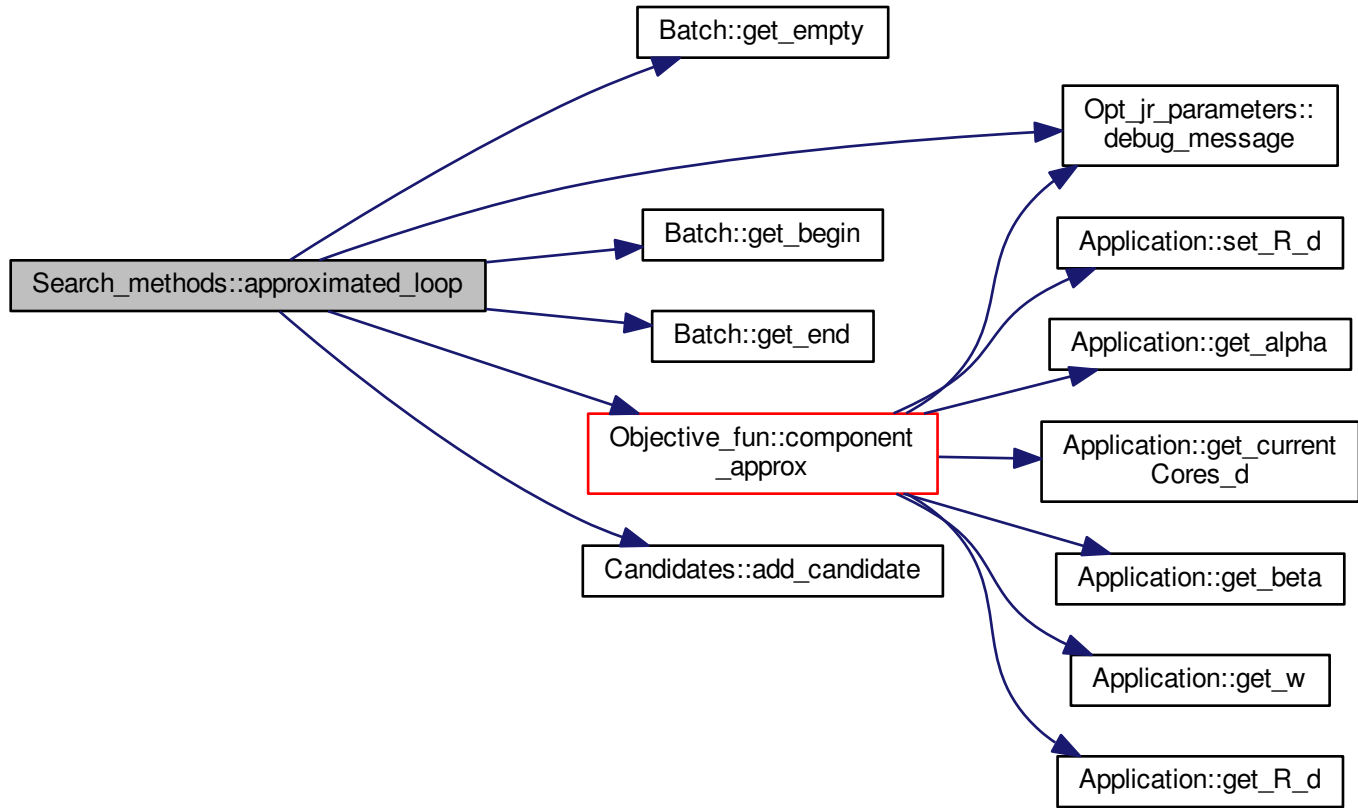 Batch::get_empty
Opt_jr_parameters::
debug_message
Batch::get_begin
Application::set_R_d
Search_methods::approximated_loop
Batch::get_end
Application::get_alpha
Objective_fun::component
_approx
Application::get_current
Cores_d
Candidates::add_candidate
Application::get_beta
Application::get_w
Application::get_R_d